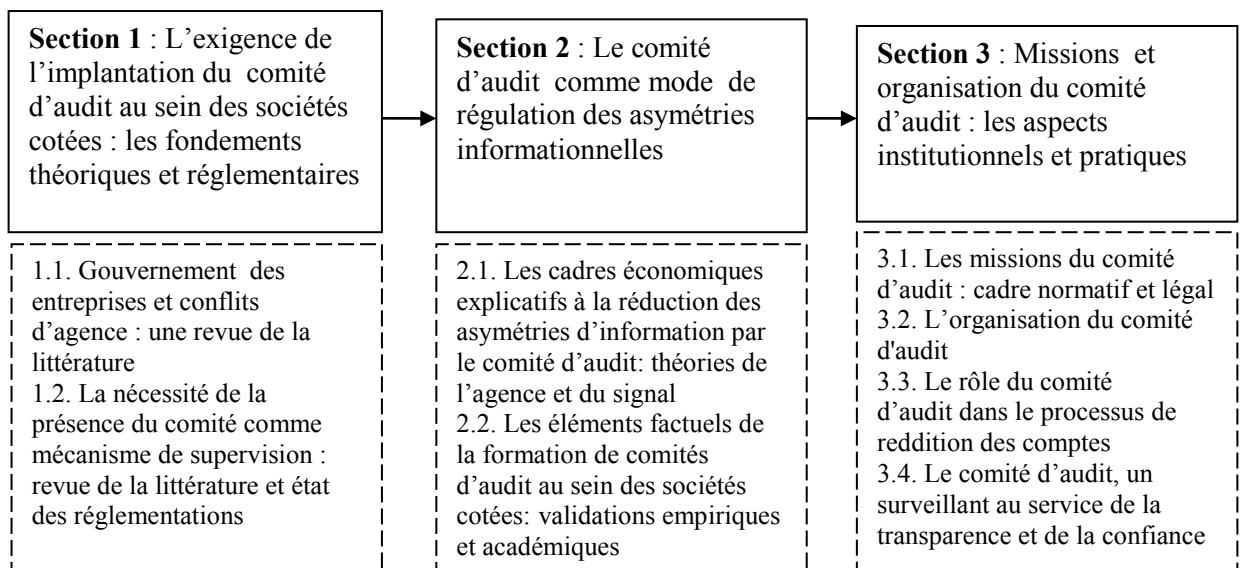 Section 1 : L’exigence de
l’implantation du comité
d’audit au sein des sociétés
cotées : les fondements
théoriques et réglementaires
1.1. Gouvernement des
entreprises et conflits
d’agence : une revue de la
littérature
1.2. La nécessité de la
présence du comité comme
mécanisme de supervision :
revue de la littérature et état
des réglementations
Section 2 : Le comité
d’audit comme mode de
régulation des asymétries
informationnelles
2.1. Les cadres économiques
explicatifs à la réduction des
asymétries d’information par
le comité d’audit: théories de
l’agence et du signal
2.2. Les éléments factuels de
la formation de comités
d’audit au sein des sociétés
cotées: validations empiriques
et académiques
Section 3 : Missions et
organisation du comité
d’audit : les aspects
institutionnels et pratiques
3.1. Les missions du comité
d’audit : cadre normatif et légal
3.2. L’organisation du comité
d'audit
3.3. Le rôle du comité
d’audit dans le processus de
reddition des comptes
3.4. Le comité d’audit, un
surveillant au service de la
transparence et de la confiance